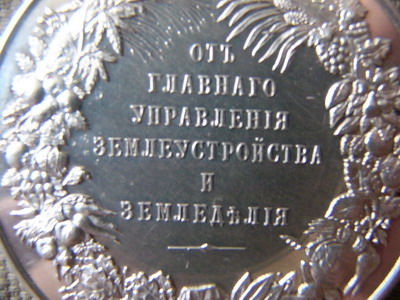 ОТЪ
ГЛАВНАГО
УПРАВЛЕНІЯ
ЗЕМЛЕУСТРОЙСТВА
И
ЗЕМЛЕДѢЛІЯ